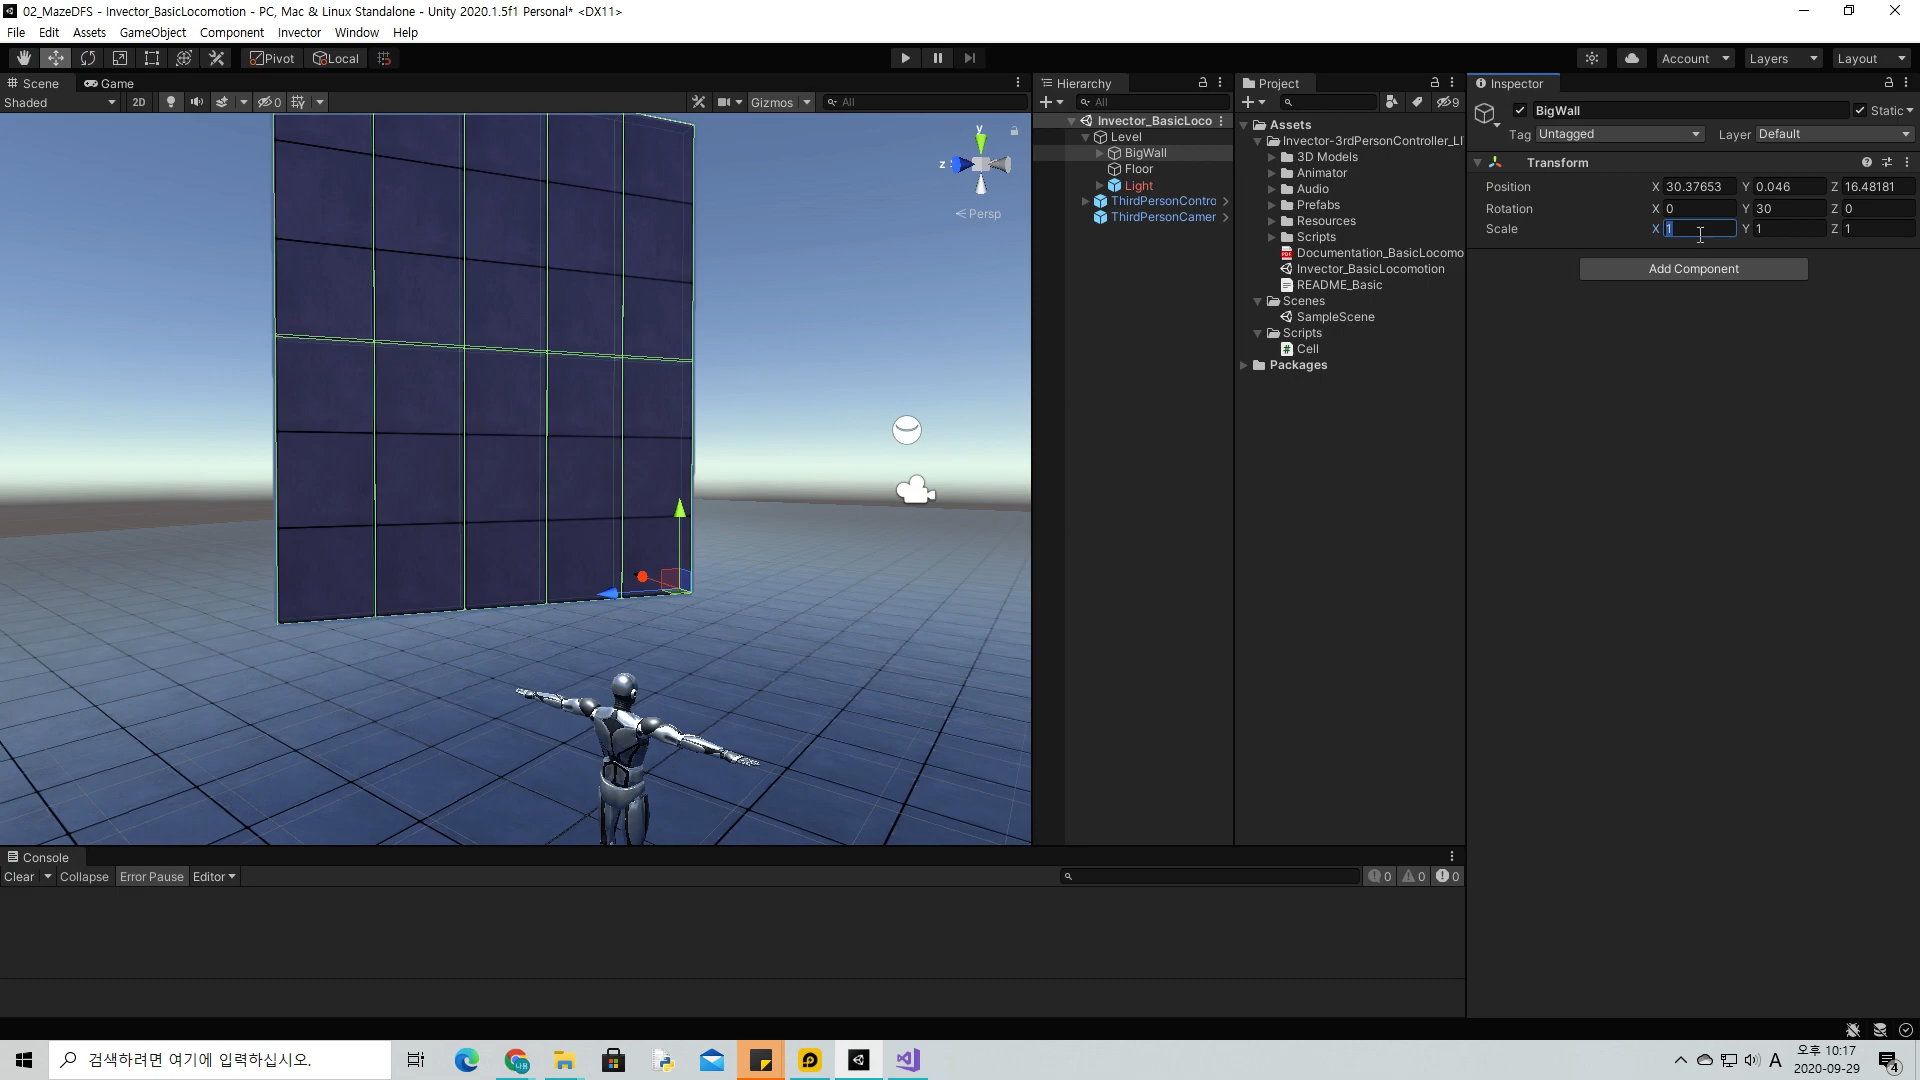 02_MazeDFS - Invector_BasicLocomotion - PC, Mac & Linux Standalone - Unity 2020.1.5f1 Personal* <DX11>
File Edit Assets GameObject Component Invector Window Help
Pivot Local Account Layers Layout
Scene Game
Shaded 2D 0 Gizmos All
y
z
Persp
Hierarchy
All
Invector_BasicLoco
Level
BigWall
Floor
Light
ThirdPersonContro
ThirdPersonCamer
Project
9
Assets
Invector-3rdPersonController_LI
3D Models
Animator
Audio
Prefabs
Resources
Scripts
Documentation_BasicLocomo
Invector_BasicLocomotion
README_Basic
Scenes
SampleScene
Scripts
Cell
Packages
Inspector
BigWall Static
Tag Untagged Layer Default
Transform
Position X 30.37653 Y 0.046 Z 16.48181
Rotation X 0 Y 30 Z 0
Scale X 1 Y 1 Z 1
Add Component
Console
Clear Collapse Error Pause Editor 0 0 0
검색하려면 여기에 입력하십시오.
A 오후 10:17
2020-09-29
4